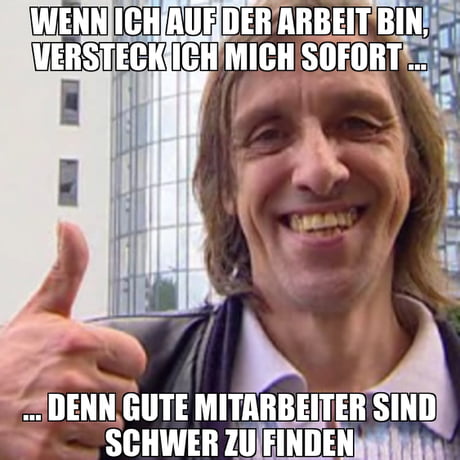 WENN ICH AUF DER ARBEIT BIN,
VERSTECK ICH MICH SOFORT ...
... DENN GUTE MITARBEITER SIND
SCHWER ZU FINDEN